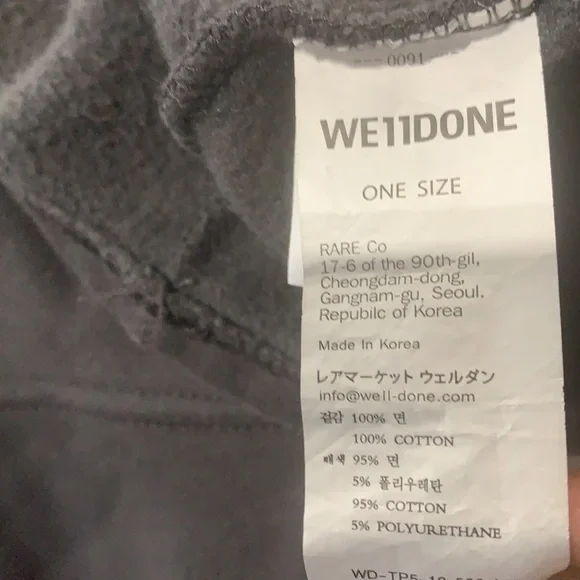 0091
WE11DONE
ONE SIZE
RARE Co
17-6 of the 90th-gil,
Cheongdam-dong,
Gangnam-gu, Seoul.
Repubilc of Korea
Made In Korea
レアマーケット ウェルダン
info@well-done.com
겉감 100% 면
100% COTTON
배색 95% 면
5% 폴리우레탄
95% COTTON
5% POLYURETHANE
WD-TP5